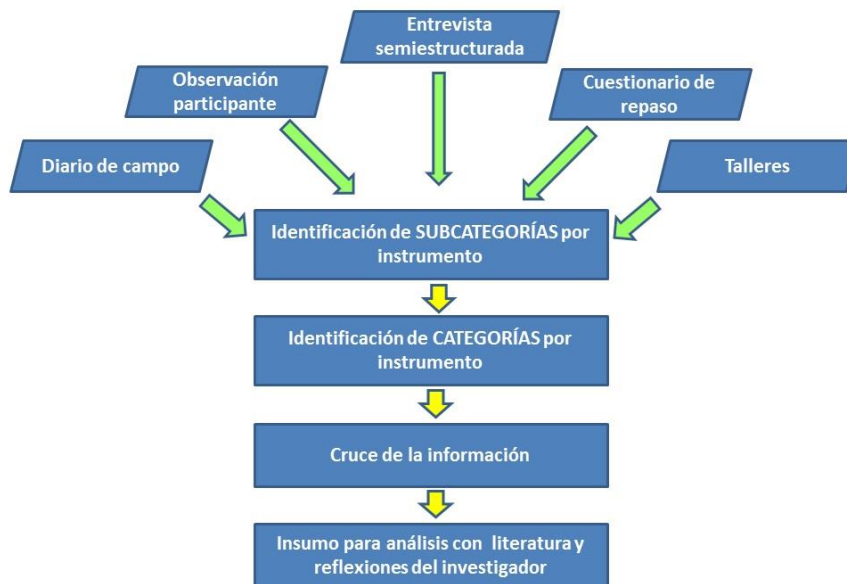 Entrevista
semiestructurada
Observación
participante
Cuestionario de
repaso
Diario de campo
Talleres
Identificación de SUBCATEGORÍAS por
instrumento
Identificación de CATEGORÍAS por
instrumento
Cruce de la información
Insumo para análisis con literatura y
reflexiones del investigador